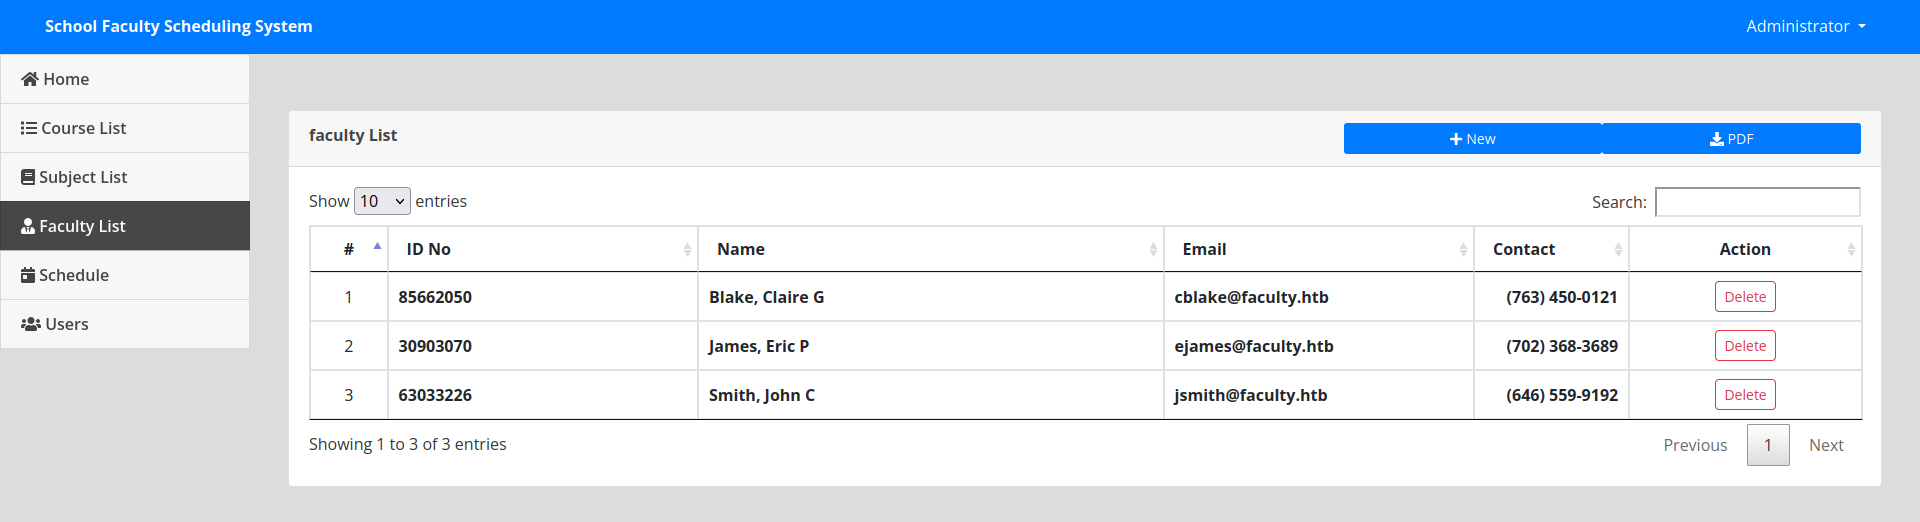 School Faculty Scheduling System
Administrator
Home
Course List
Subject List
Faculty List
Schedule
Users
faculty List
New
PDF
Show 10 entries
Search:
# ID No Name Email Contact Action
1 85662050 Blake, Claire G cblake@faculty.htb (763) 450-0121 Delete
2 30903070 James, Eric P ejames@faculty.htb (702) 368-3689 Delete
3 63033226 Smith, John C jsmith@faculty.htb (646) 559-9192 Delete
Showing 1 to 3 of 3 entries
Previous 1 Next